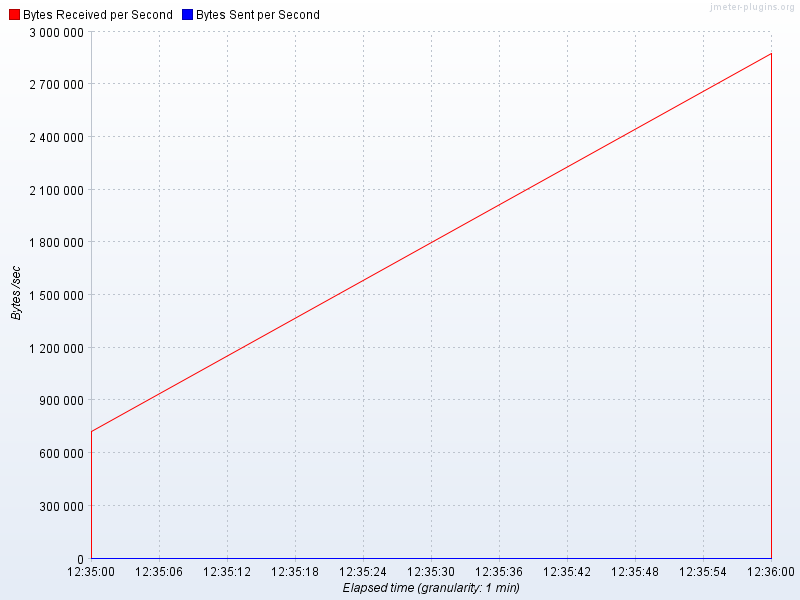 jmeter-plugins.org
Bytes Received per Second Bytes Sent per Second
3 000 000
2 700 000
2 400 000
2 100 000
1 800 000
1 500 000
1 200 000
900 000
600 000
300 000
0
Bytes /sec
12:35:00 12:35:06 12:35:12 12:35:18 12:35:24 12:35:30 12:35:36 12:35:42 12:35:48 12:35:54 12:36:00
Elapsed time (granularity: 1 min)